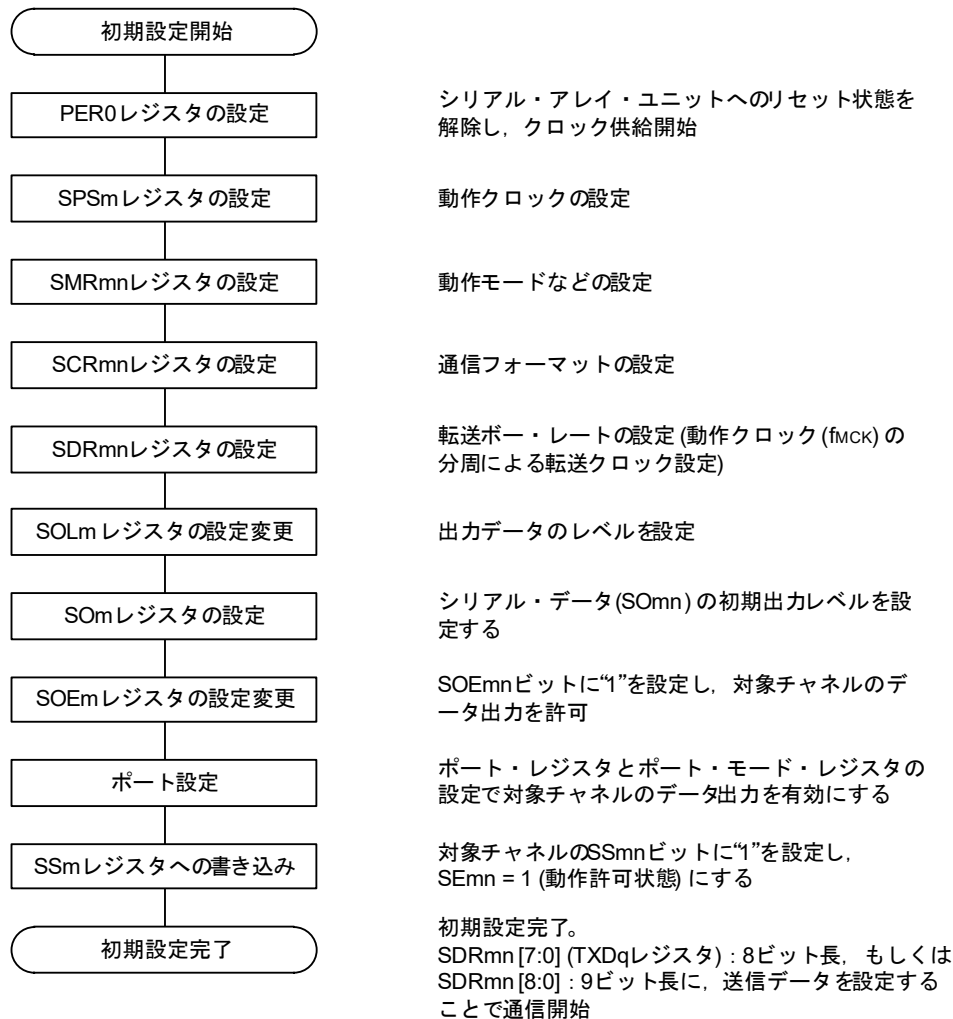 初期設定開始
PER0レジスタの設定
シリアル・アレイ・ユニットへのリセット状態を
解除し，クロック供給開始
SPSmレジスタの設定
動作クロックの設定
SMRmnレジスタの設定
動作モードなどの設定
SCRmnレジスタの設定
通信フォーマットの設定
SDRmnレジスタの設定
転送ボー・レートの設定 (動作クロック (fMCK) の
分周による転送クロック設定)
SOLm レジスタの設定変更
出力データのレベルを設定
SOmレジスタの設定
シリアル・データ(SOmn) の初期出力レベルを設
定する
SOEmレジスタの設定変更
SOEmnビットに“1”を設定し，対象チャネルのデ
ータ出力を許可
ポート設定
ポート・レジスタとポート・モード・レジスタの
設定で対象チャネルのデータ出力を有効にする
SSmレジスタへの書き込み
対象チャネルのSSmnビットに“1”を設定し，
SEmn = 1 (動作許可状態) にする
初期設定完了
初期設定完了。
SDRmn [7:0] (TXDqレジスタ) : 8ビット長，もしくは
SDRmn [8:0] : 9ビット長に，送信データを設定する
ことで通信開始